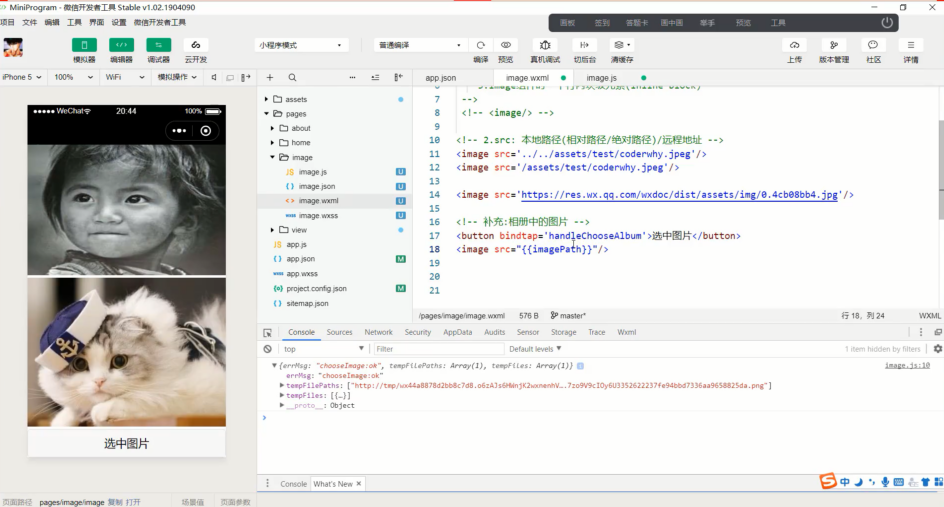 MiniProgram - 微信开发者工具 Stable v1.02.1904090
项目 文件 编辑 工具 界面 设置 微信开发者工具
画板 签到 答题卡 画中画 举手 预览 工具
小程序模式 普通编译
模拟器 编辑器 调试器 云开发 编译 预览 真机调试 切后台 清缓存 上传 版本管理 社区 详情
iPhone 5 100% WiFi 模拟操作
app.json image.wxml image.js
WeChat 20:44 100%
选中图片
assets
pages
about
home
image
JS image.js U
{ } image.json U
<> image.wxml U
wxss image.wxss U
view
JS app.js
{ } app.json M
wxss app.wxss
{o} project.config.json M
{ } sitemap.json
7 -->
8 <!-- <image/> -->
9
10 <!-- 2.src: 本地路径(相对路径/绝对路径)/远程地址 -->
11 <image src='../../assets/test/coderwhy.jpeg'/>
12 <image src='/assets/test/coderwhy.jpeg'/>
13
14 <image src='https://res.wx.qq.com/wxdoc/dist/assets/img/0.4cb08bb4.jpg'/>
15
16 <!-- 补充:相册中的图片 -->
17 <button bindtap='handleChooseAlbum'>选中图片</button>
18 <image src="{{imagePath}}"/>
19
20
21
/pages/image/image.wxml 576 B master* 行 18，列 24 WXML
Console Sources Network Security AppData Audits Sensor Storage Trace Wxml
top Filter Default levels 1 item hidden by filters
{errMsg: "chooseImage:ok", tempFilePaths: Array(1), tempFiles: Array(1)} image.js:10
errMsg: "chooseImage:ok"
tempFiles: [{…}]
__proto__: Object
Console What's New
页面路径 pages/image/image 复制 打开 场景值 页面参数
中